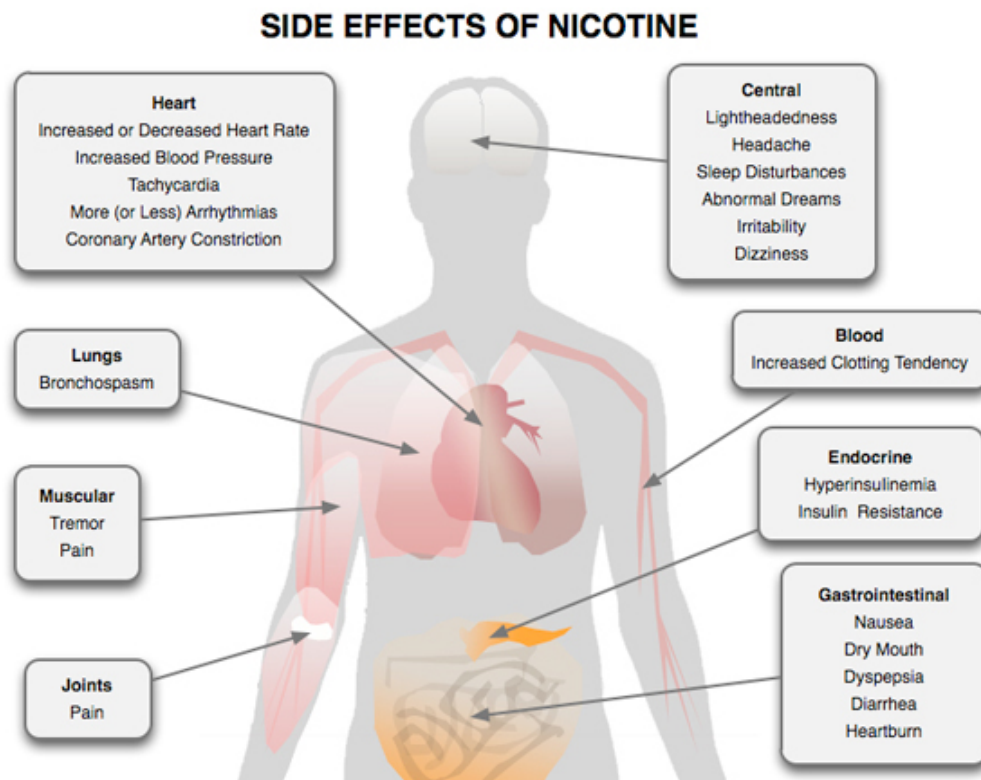 SIDE EFFECTS OF NICOTINE
Heart
Increased or Decreased Heart Rate
Increased Blood Pressure
Tachycardia
More (or Less) Arrhythmias
Coronary Artery Constriction
Central
Lightheadedness
Headache
Sleep Disturbances
Abnormal Dreams
Irritability
Dizziness
Lungs
Bronchospasm
Blood
Increased Clotting Tendency
Muscular
Tremor
Pain
Endocrine
Hyperinsulinemia
Insulin Resistance
Joints
Pain
Gastrointestinal
Nausea
Dry Mouth
Dyspepsia
Diarrhea
Heartburn